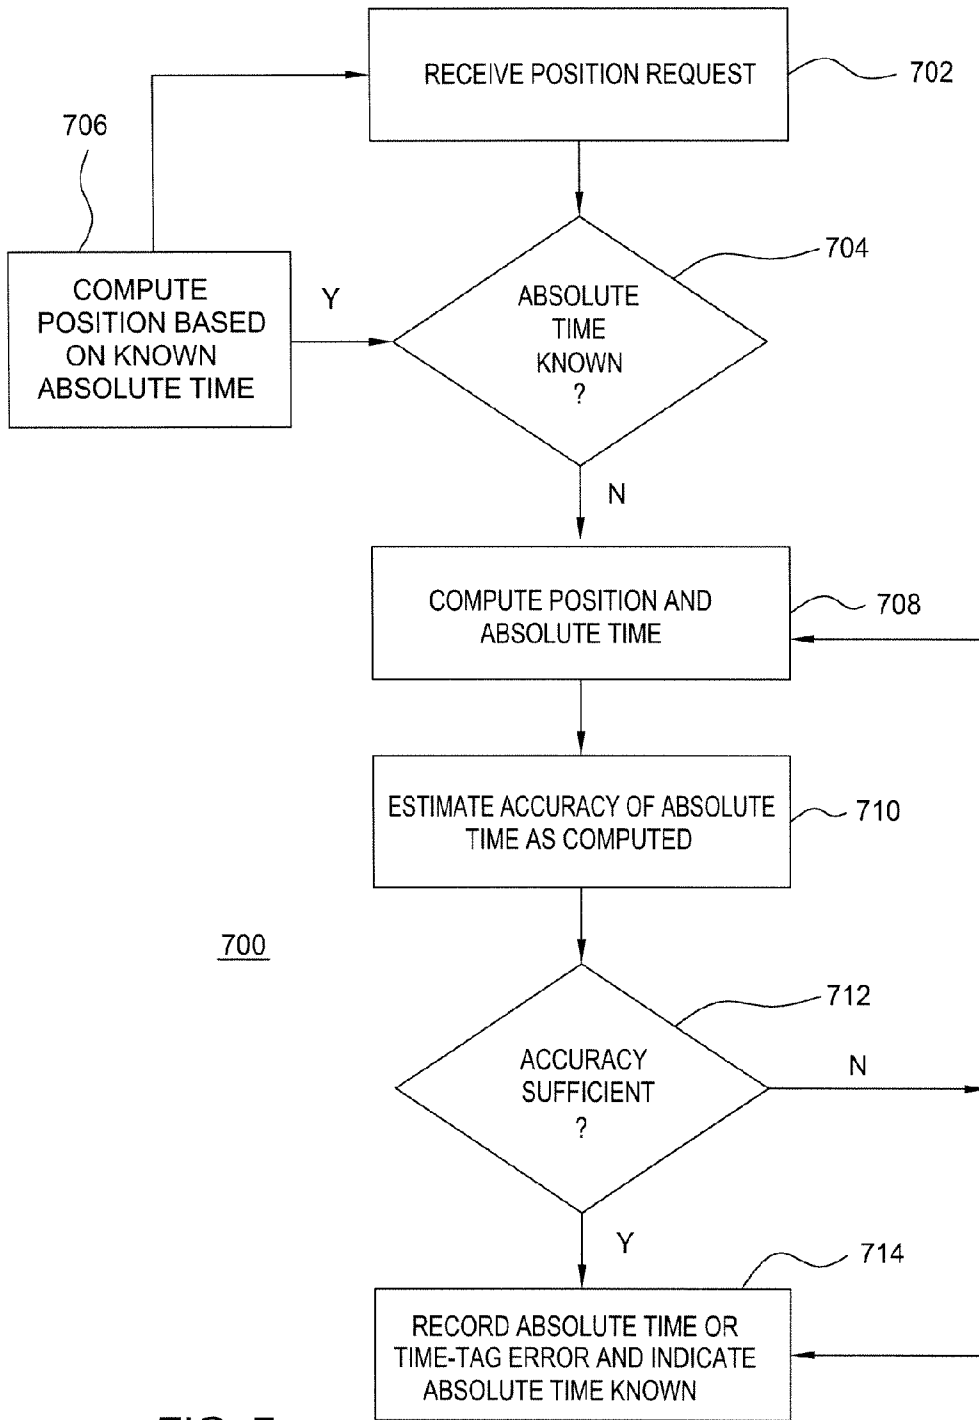 RECEIVE POSITION REQUEST
702
706
704
COMPUTE
POSITION BASED
ON KNOWN
ABSOLUTE TIME
Y
ABSOLUTE
TIME
KNOWN
?
N
COMPUTE POSITION AND
ABSOLUTE TIME
708
ESTIMATE ACCURACY OF ABSOLUTE
TIME AS COMPUTED
710
700
712
ACCURACY
SUFFICIENT
?
N
Y
714
RECORD ABSOLUTE TIME OR
TIME-TAG ERROR AND INDICATE
ABSOLUTE TIME KNOWN